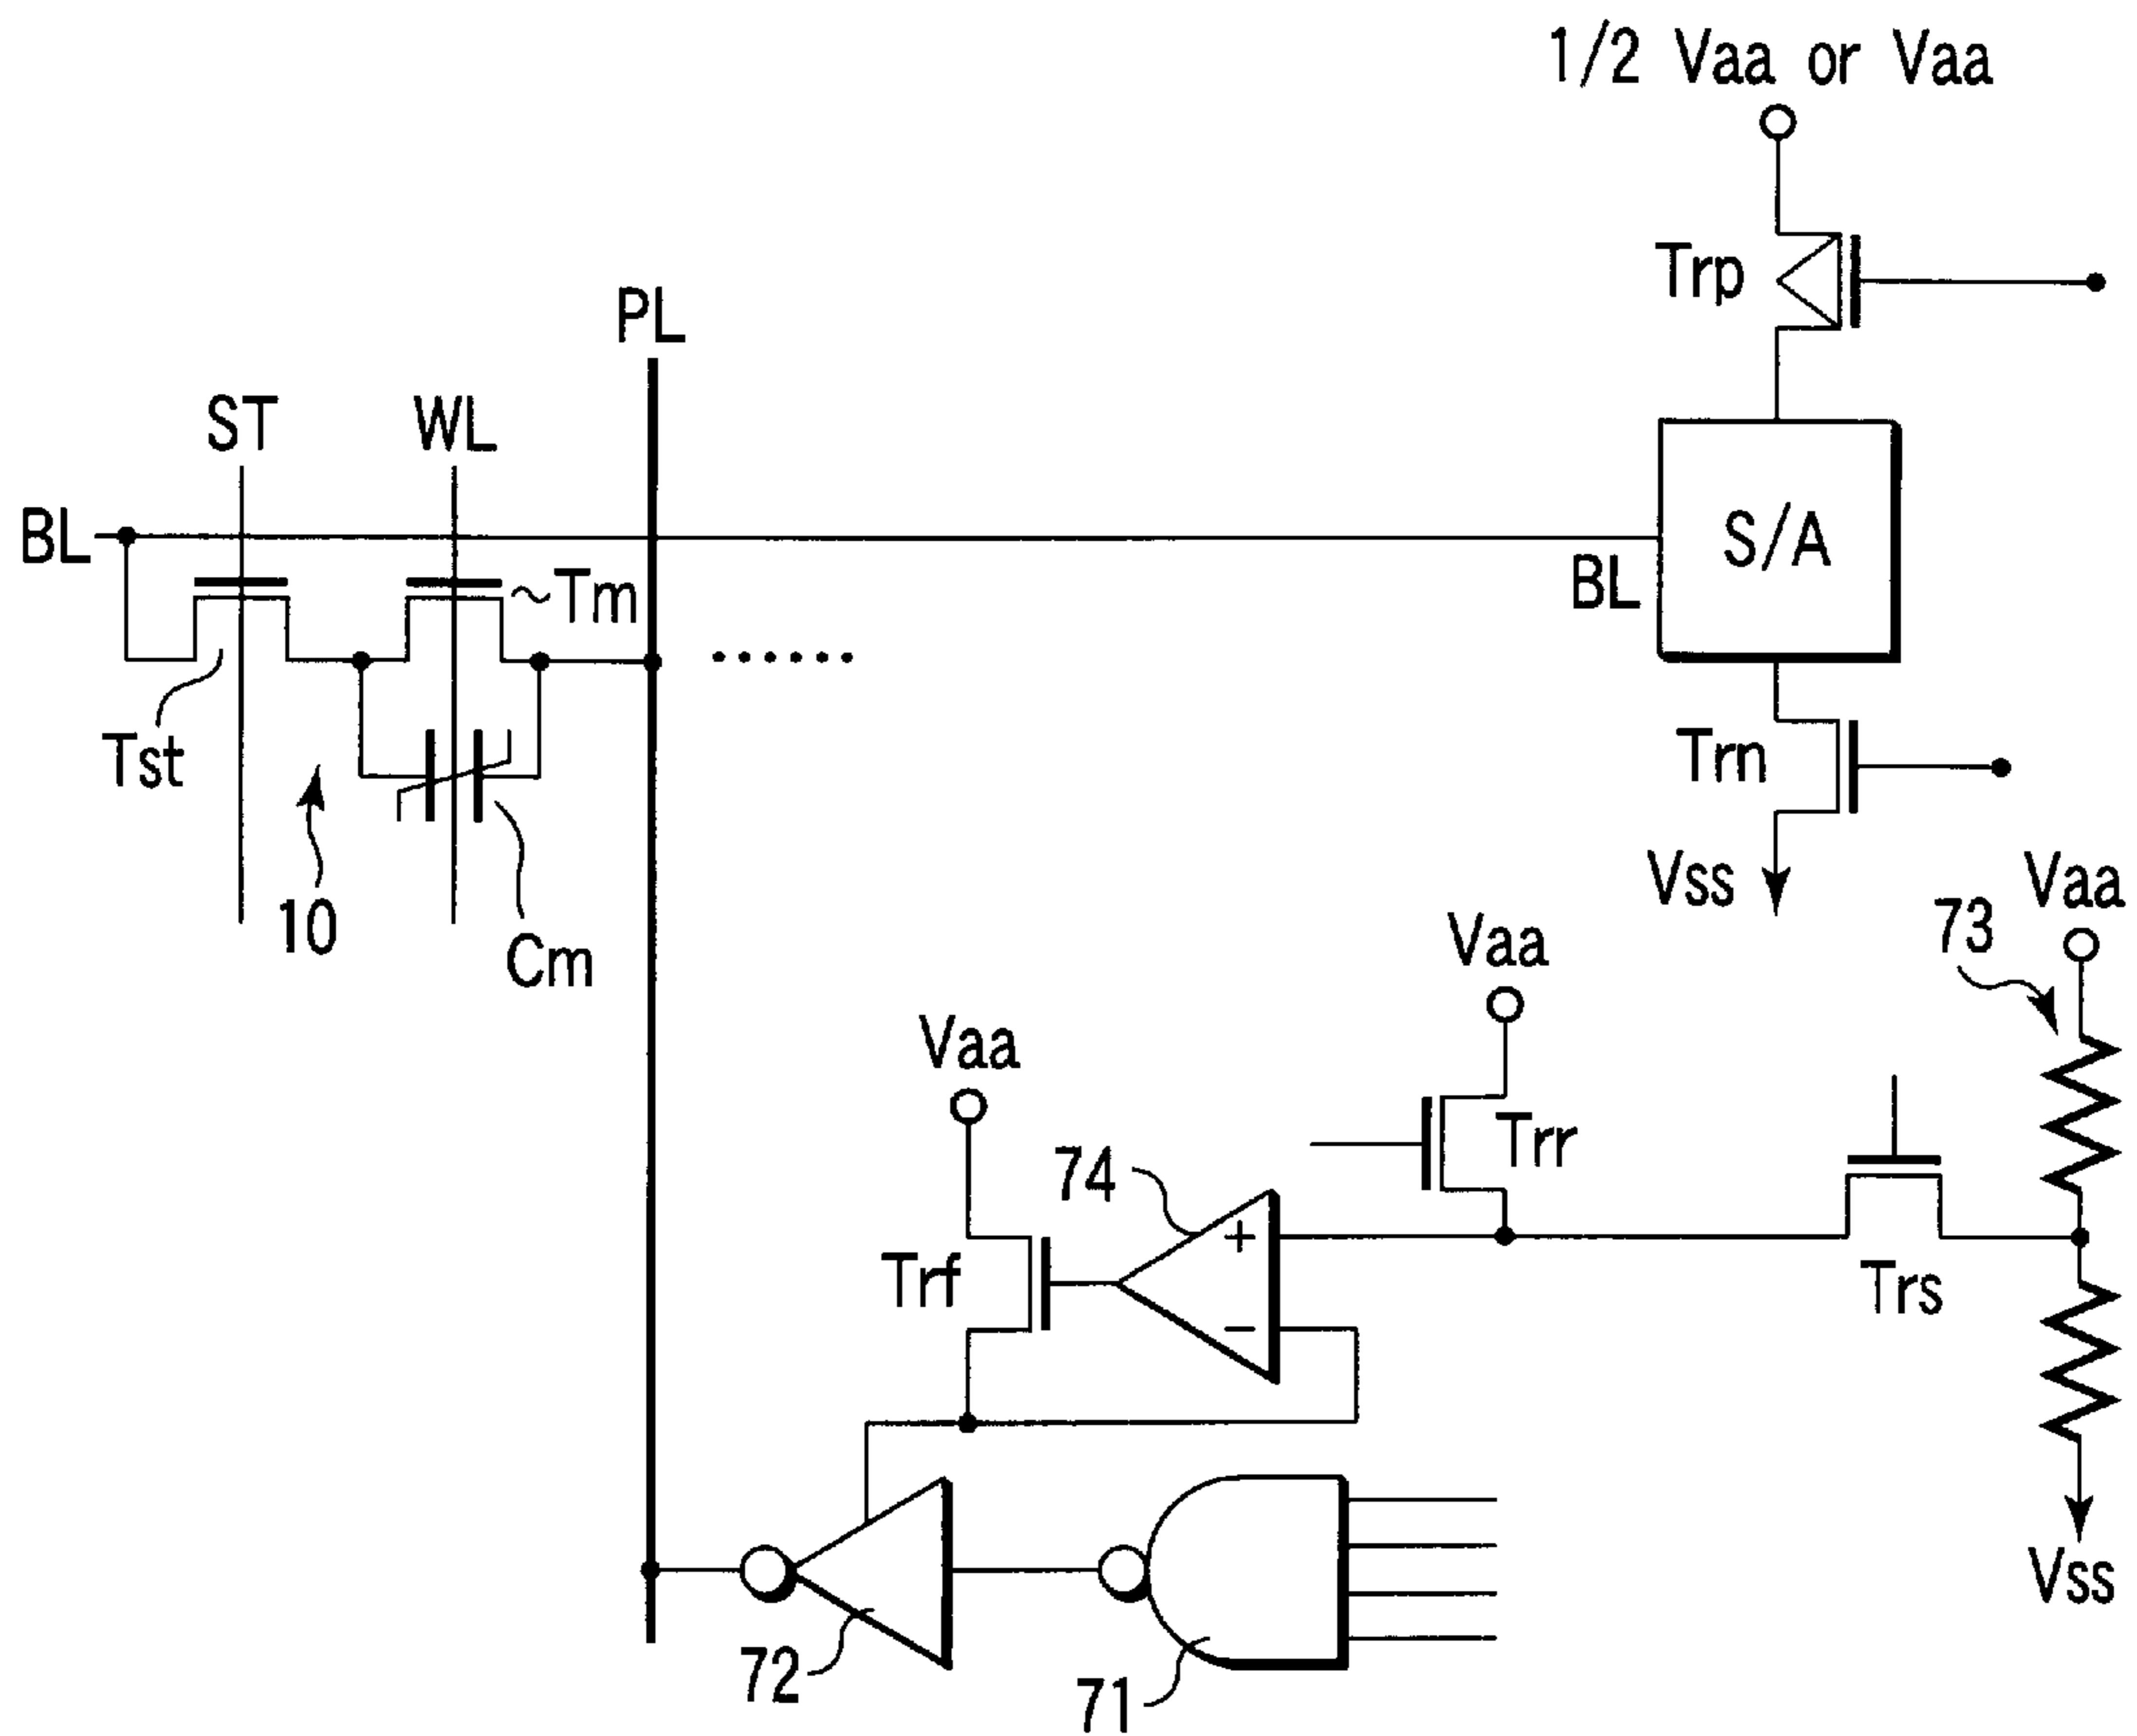 1/2 Vaa or Vaa
Trp
PL
ST
WL
BL
S/A
~Tm
BL
Tst
Trn
10
Vss
Vaa
73
Cm
Vaa
Vaa
74
Trr
+
Trf
Trs
−
Vss
72
71